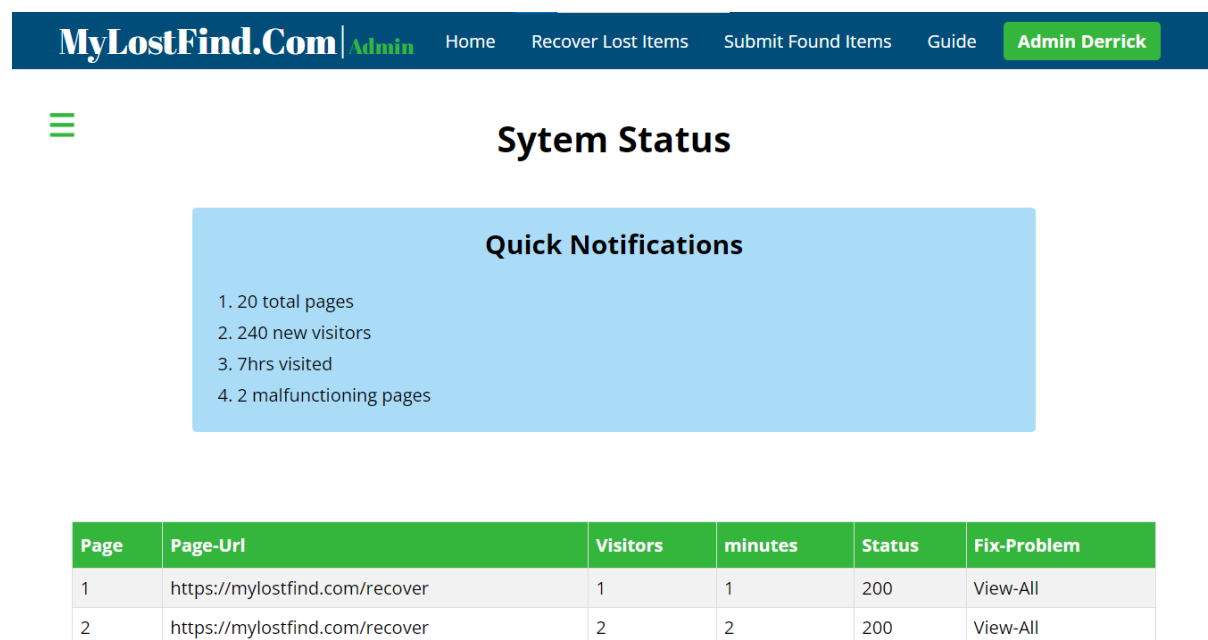 MyLostFind.Com|Admin Home Recover Lost Items Submit Found Items Guide Admin Derrick
Sytem Status
Quick Notifications
1. 20 total pages
2. 240 new visitors
3. 7hrs visited
4. 2 malfunctioning pages
Page Page-Url Visitors minutes Status Fix-Problem
1 https://mylostfind.com/recover 1 1 200 View-All
2 https://mylostfind.com/recover 2 2 200 View-All